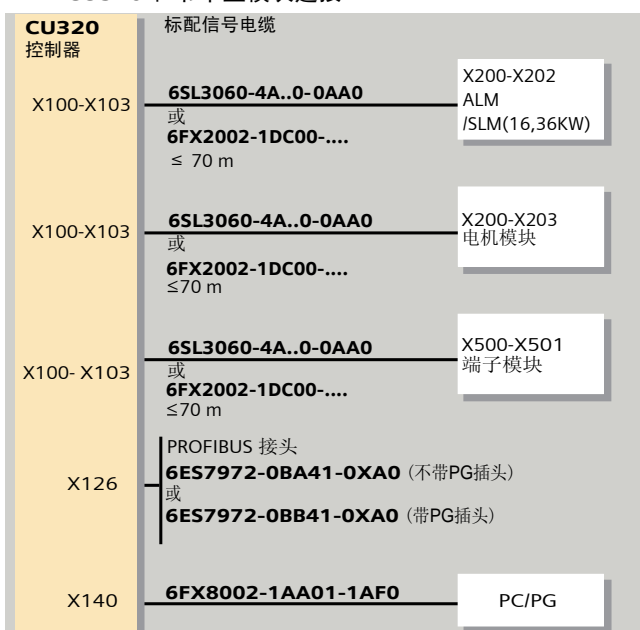 CU320
控制器
标配信号电缆
X100-X103
6SL3060-4A..0-0AA0
或
6FX2002-1DC00-....
≤ 70 m
X200-X202
ALM
/SLM(16,36KW)
X100-X103
6SL3060-4A..0-0AA0
或
6FX2002-1DC00-....
≤70 m
X200-X203
电机模块
X100- X103
6SL3060-4A..0-0AA0
或
6FX2002-1DC00-....
≤70 m
X500-X501
端子模块
X126
PROFIBUS 接头
6ES7972-0BA41-0XA0 (不带PG插头)
或
6ES7972-0BB41-0XA0 (带PG插头)
X140
6FX8002-1AA01-1AF0
PC/PG